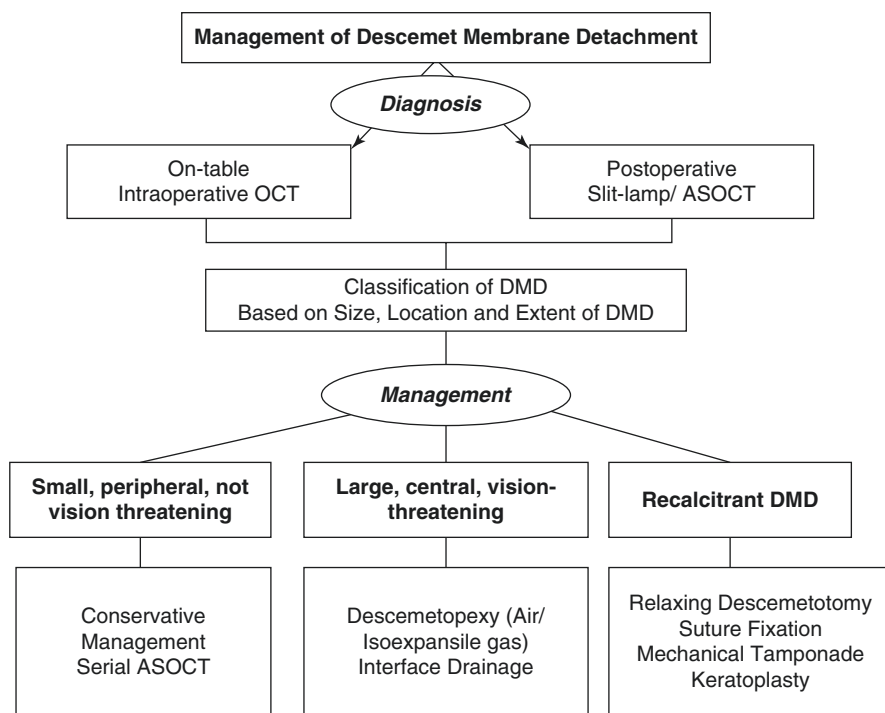 Management of Descemet Membrane Detachment
Diagnosis
On-table
Intraoperative OCT
Postoperative
Slit-lamp/ ASOCT
Classification of DMD
Based on Size, Location and Extent of DMD
Management
Small, peripheral, not
vision threatening
Large, central, vision-
threatening
Recalcitrant DMD
Conservative
Management
Serial ASOCT
Descemetopexy (Air/
Isoexpansile gas)
Interface Drainage
Relaxing Descemetotomy
Suture Fixation
Mechanical Tamponade
Keratoplasty